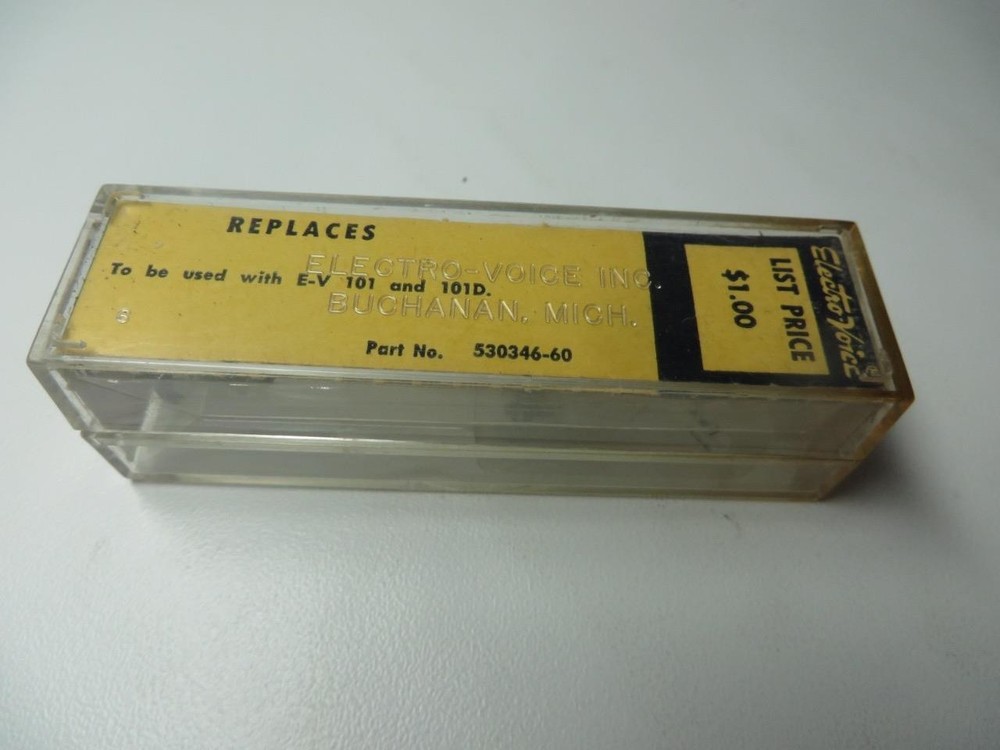 REPLACES
ELECTRO-VOICE INC.
To be used with E-V 101 and 101D.
BUCHANAN, MICH.
8
Part No. 530346-60
LIST PRICE
$1.00
Electro-Voice